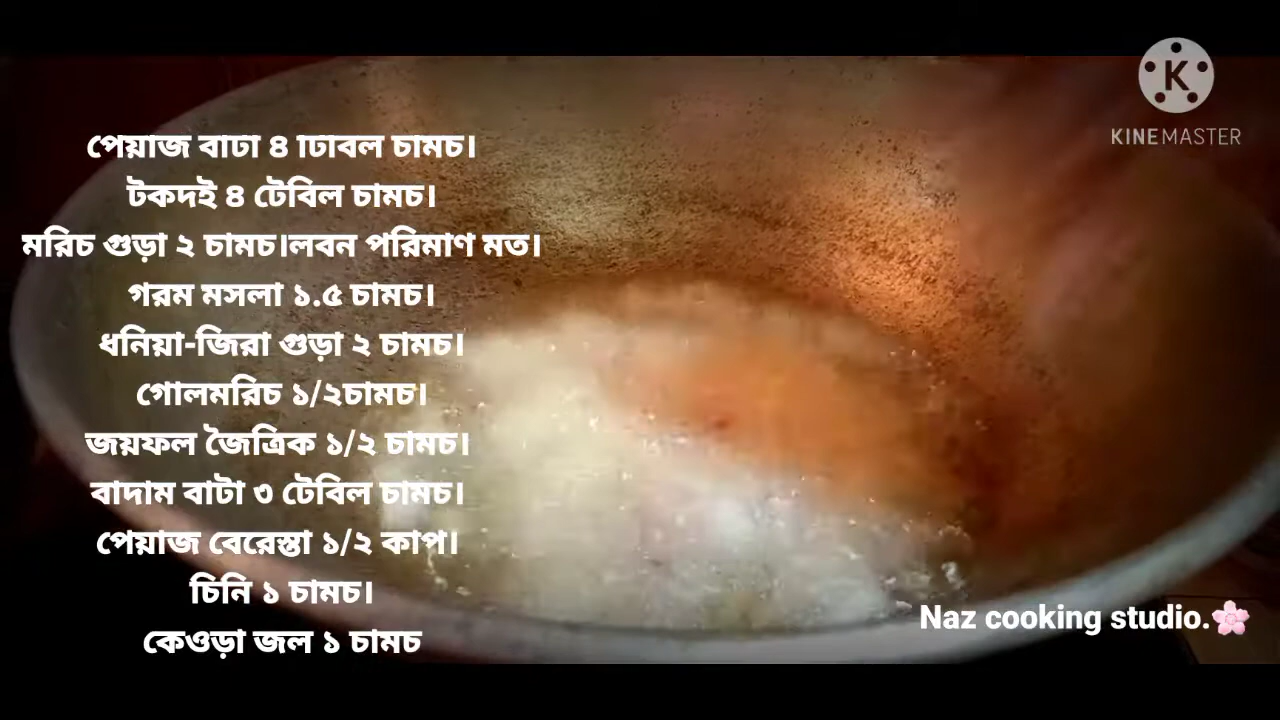 পেয়াজ বাটা ৪ টেবিল চামচ।
টকদই ৪ টেবিল চামচ।
মরিচ গুড়া ২ চামচ।লবন পরিমাণ মত।
গরম মসলা ১.৫ চামচ।
ধনিয়া-জিরা গুড়া ২ চামচ।
গোলমরিচ ১/২চামচ।
জয়ফল জৈত্রিক ১/২ চামচ।
বাদাম বাটা ৩ টেবিল চামচ।
পেয়াজ বেরেস্তা ১/২ কাপ।
চিনি ১ চামচ।
কেওড়া জল ১ চামচ
KINEMASTER
Naz cooking studio.🌸